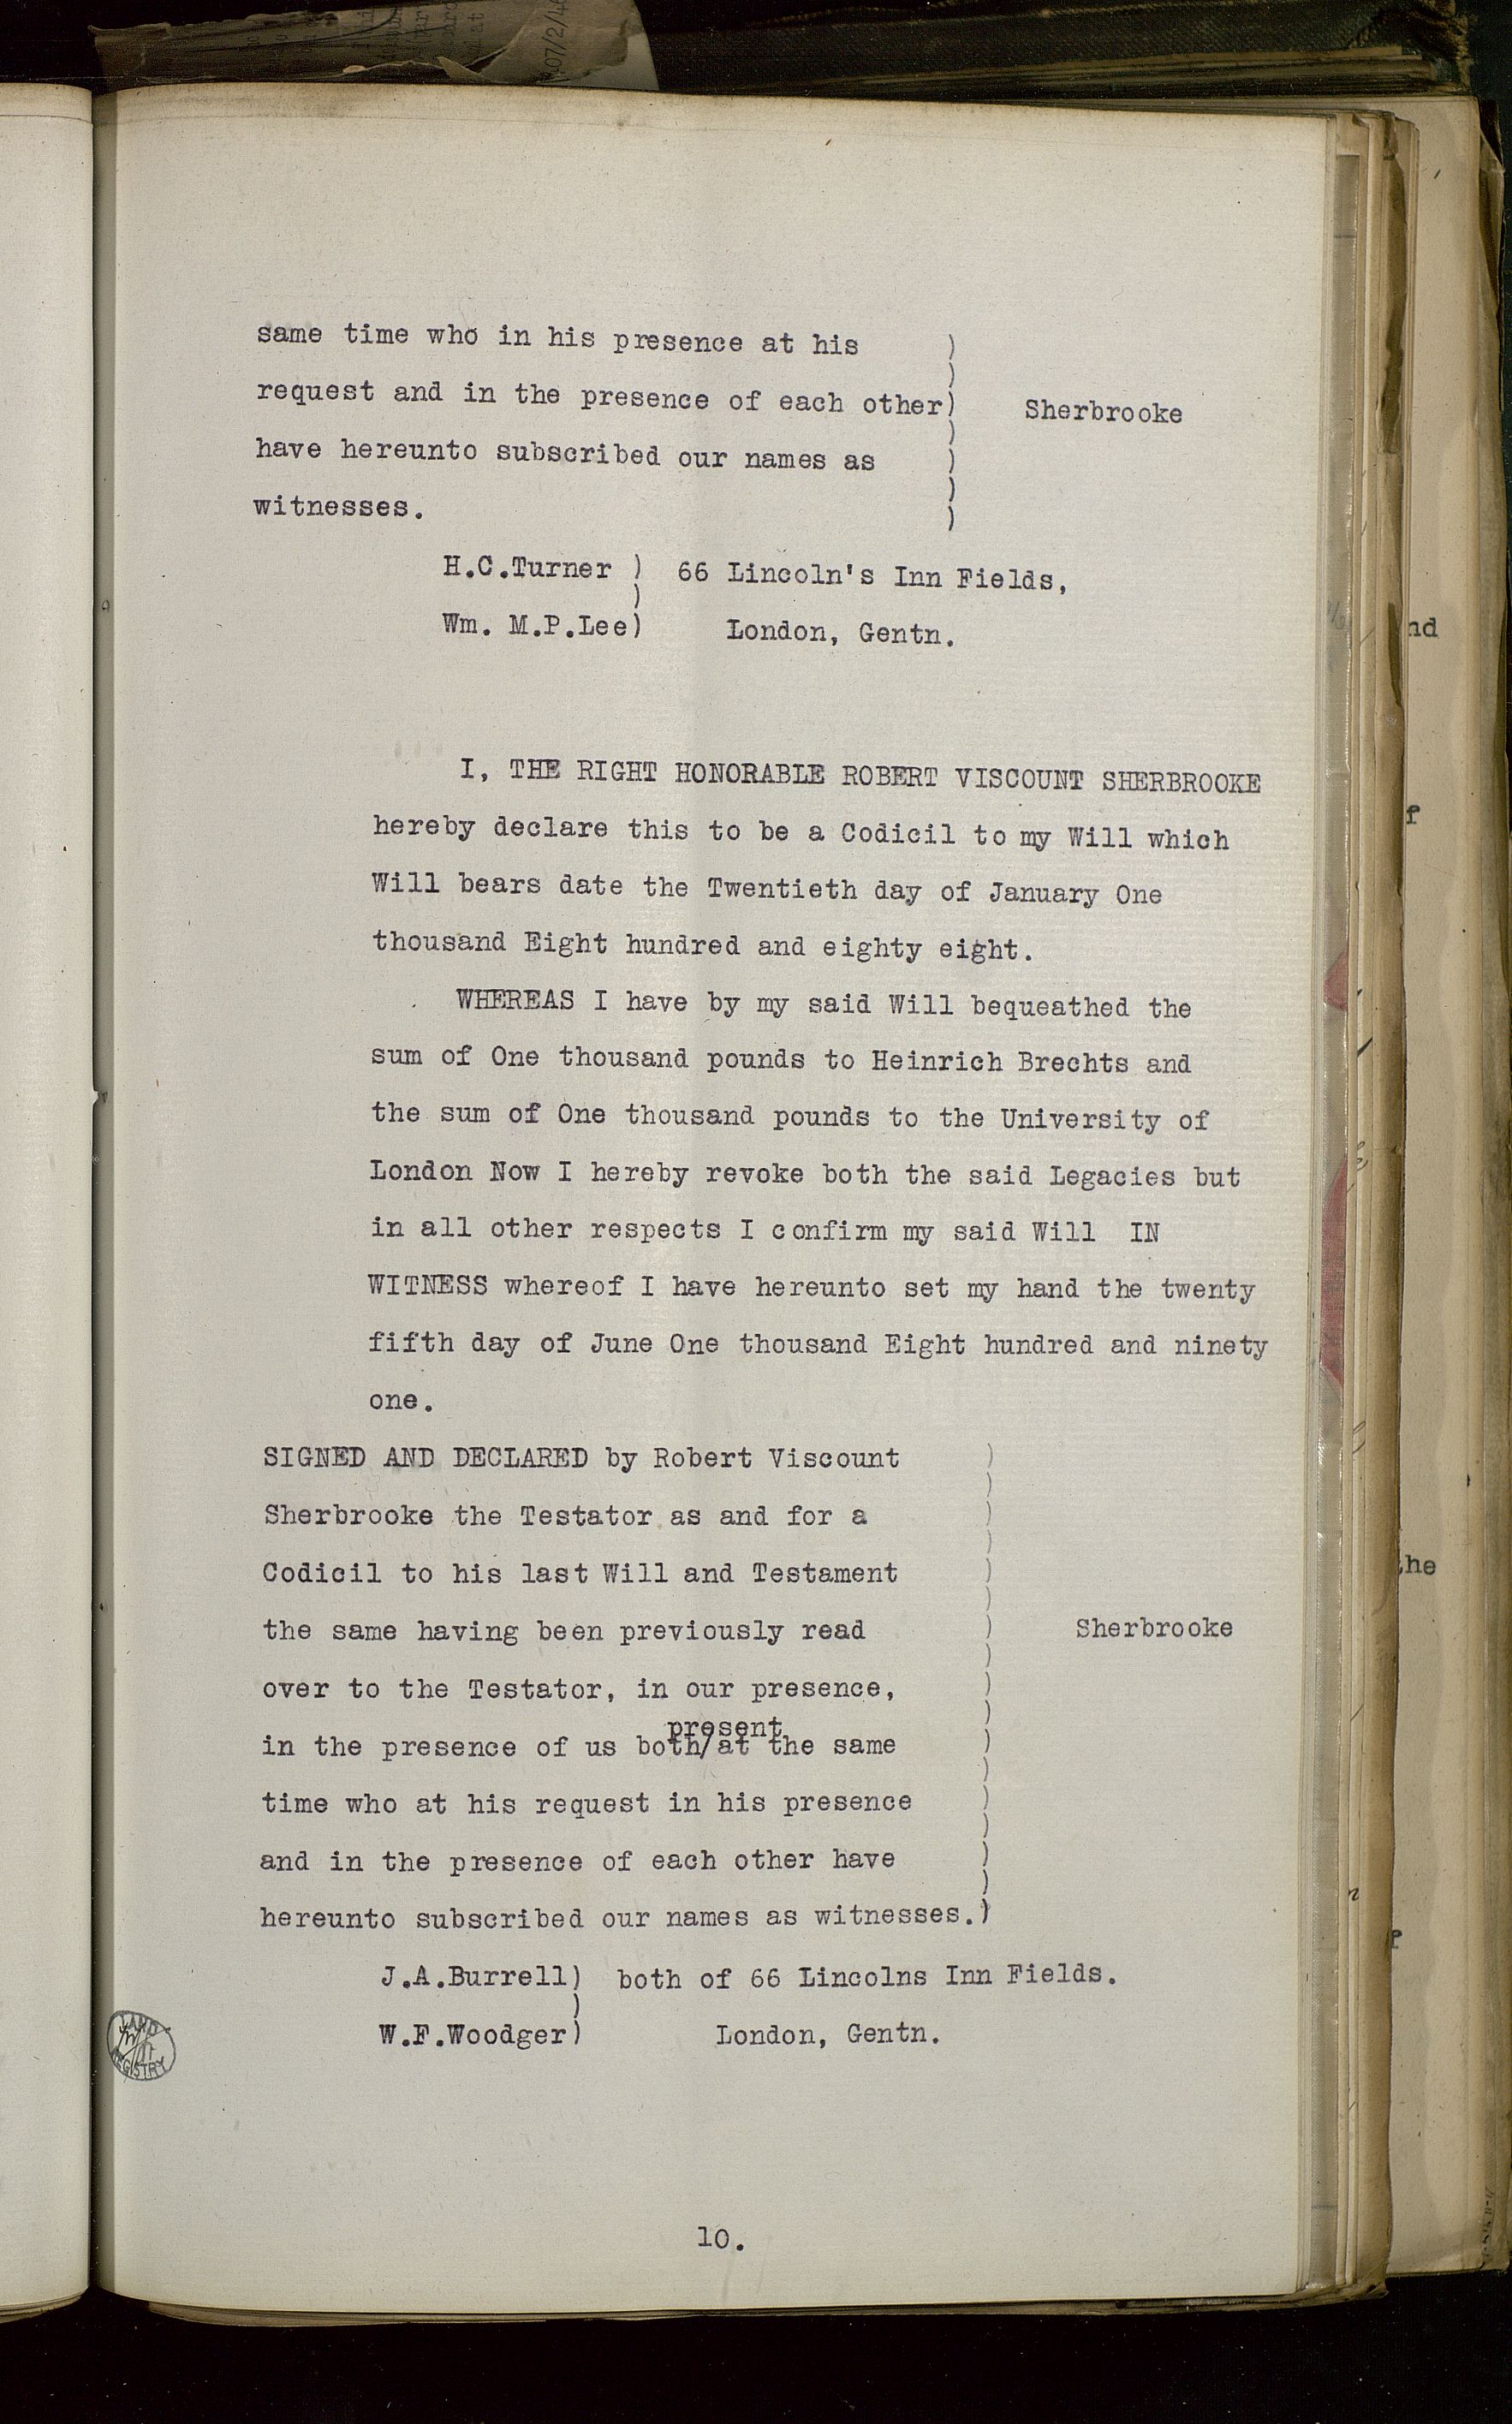 same time who in his presence at his )
request and in the presence of each other) Sherbrooke
have hereunto subscribed our names as )
witnesses. )
H.C.Turner ) 66 Lincoln's Inn Fields,
Wm. M.P.Lee) London, Gentn.
I, THE RIGHT HONORABLE ROBERT VISCOUNT SHERBROOKE
hereby declare this to be a Codicil to my Will which
Will bears date the Twentieth day of January One
thousand Eight hundred and eighty eight.
WHEREAS I have by my said Will bequeathed the
sum of One thousand pounds to Heinrich Brechts and
the sum of One thousand pounds to the University of
London Now I hereby revoke both the said Legacies but
in all other respects I confirm my said Will IN
WITNESS whereof I have hereunto set my hand the twenty
fifth day of June One thousand Eight hundred and ninety
one.
SIGNED AND DECLARED by Robert Viscount )
Sherbrooke the Testator as and for a )
Codicil to his last Will and Testament )
the same having been previously read ) Sherbrooke
over to the Testator, in our presence, )
present
in the presence of us both/at the same )
time who at his request in his presence )
and in the presence of each other have )
hereunto subscribed our names as witnesses.)
J.A.Burrell) both of 66 Lincolns Inn Fields.
W.F.Woodger) London, Gentn.
LAND
REGISTRY
10.
nd
f
the
f